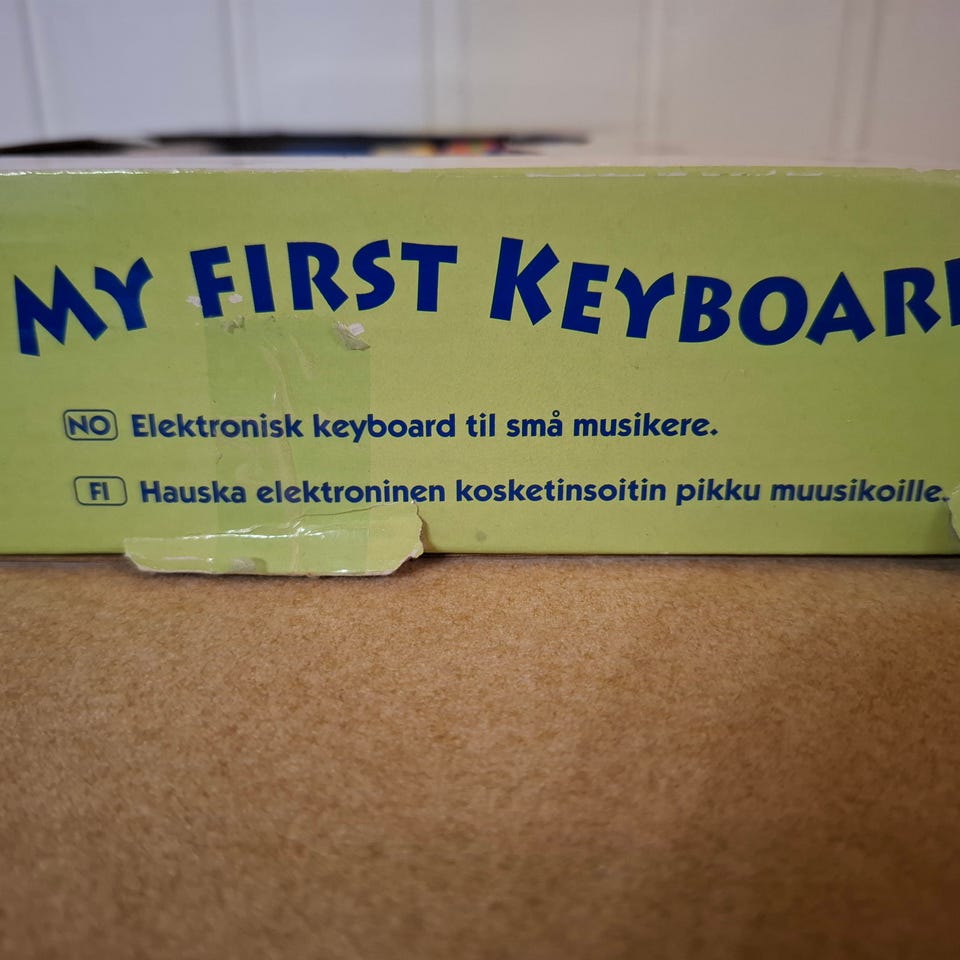 MY FIRST KEYBOAR
NO Elektronisk keyboard til små musikere.
FI Hauska elektroninen kosketinsoitin pikku muusikoille.